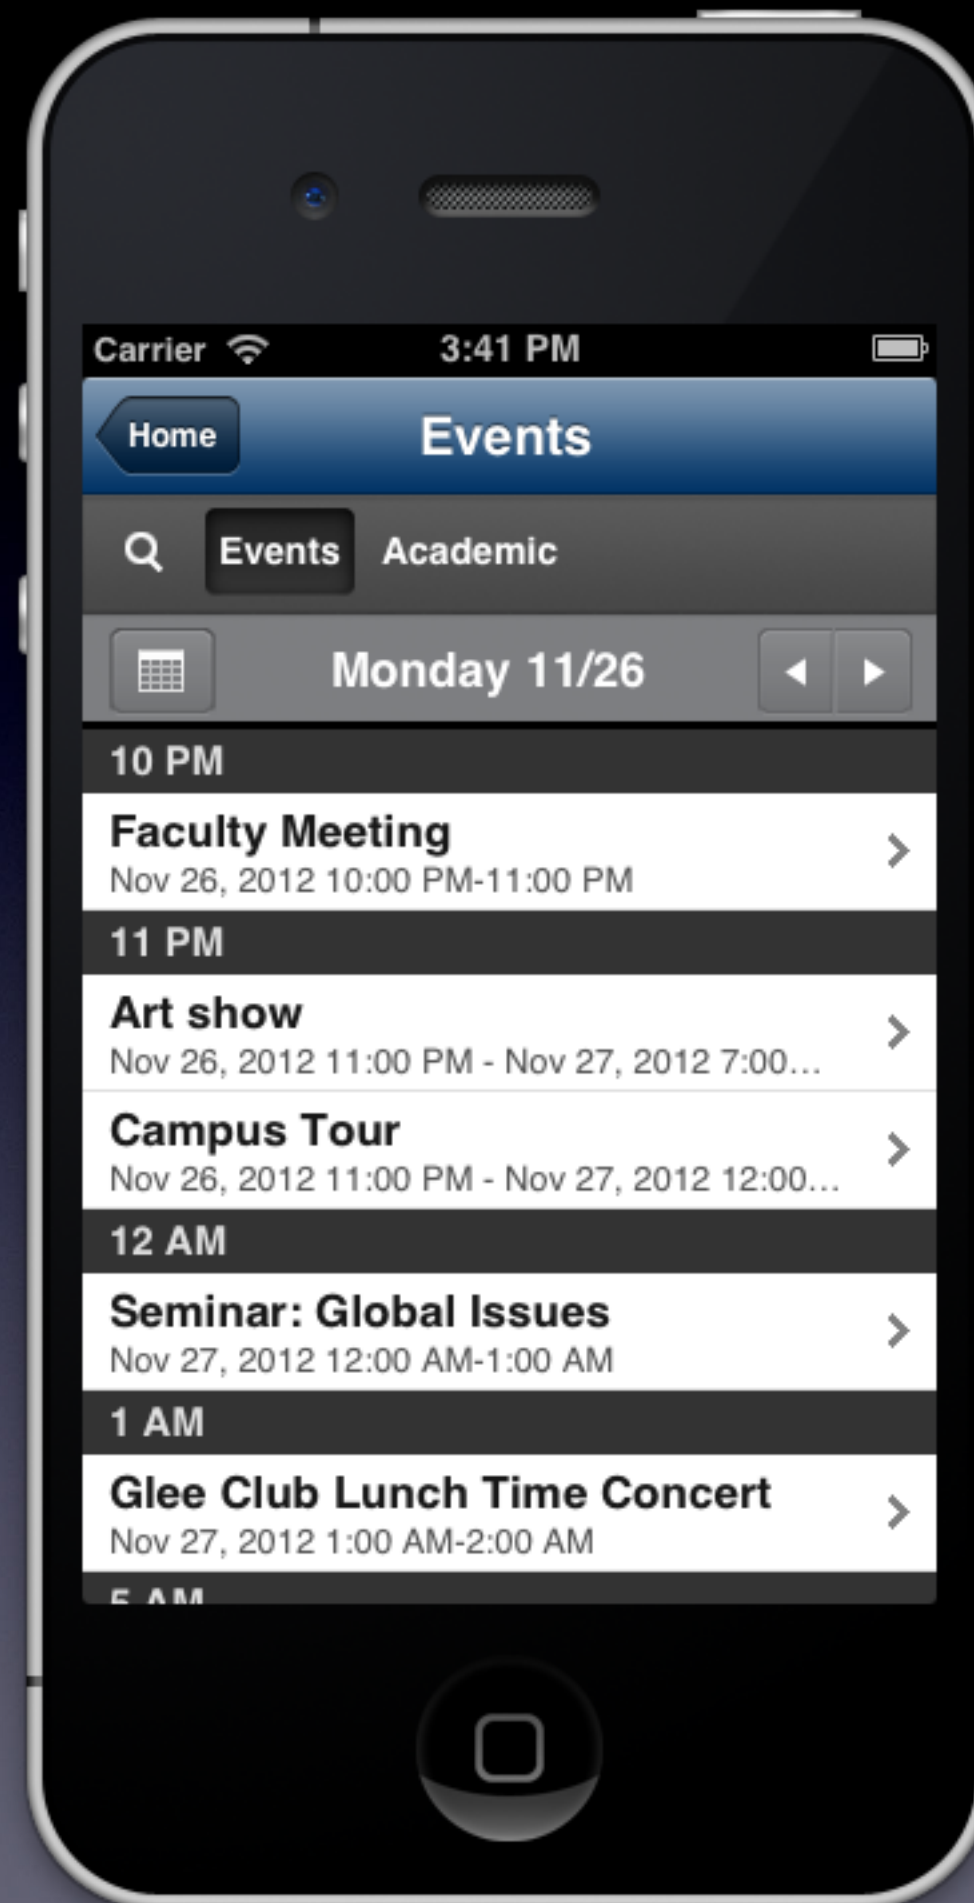 Carrier 3:41 PM
Home Events
Events Academic
Monday 11/26
10 PM
Faculty Meeting
Nov 26, 2012 10:00 PM-11:00 PM
11 PM
Art show
Nov 26, 2012 11:00 PM - Nov 27, 2012 7:00...
Campus Tour
Nov 26, 2012 11:00 PM - Nov 27, 2012 12:00...
12 AM
Seminar: Global Issues
Nov 27, 2012 12:00 AM-1:00 AM
1 AM
Glee Club Lunch Time Concert
Nov 27, 2012 1:00 AM-2:00 AM
5 AM